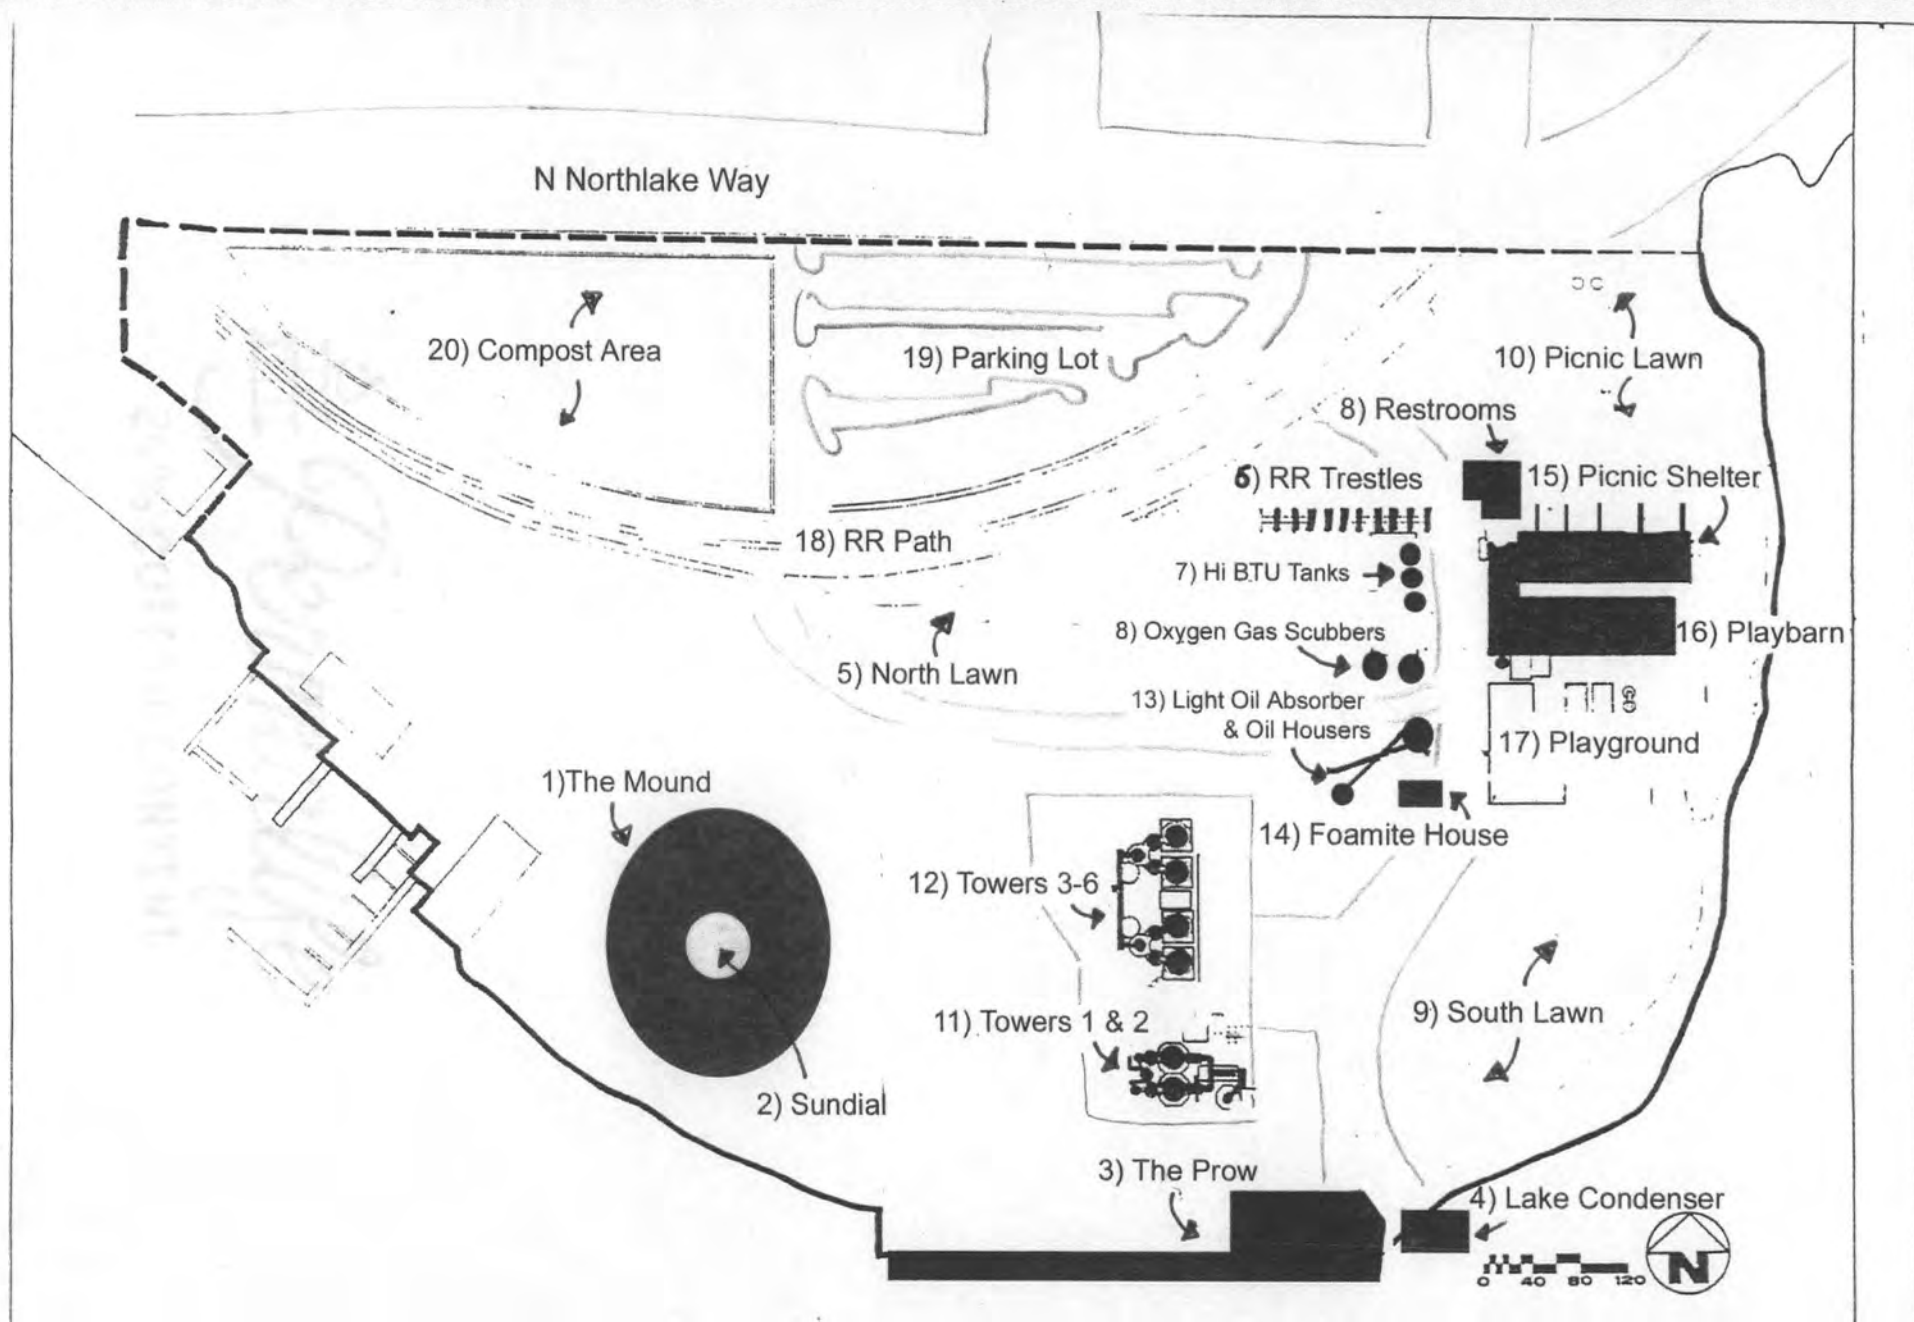 N Northlake Way
20) Compost Area
19) Parking Lot
10) Picnic Lawn
8) Restrooms
6) RR Trestles
15) Picnic Shelter
18) RR Path
7) Hi BTU Tanks
8) Oxygen Gas Scubbers
16) Playbarn
5) North Lawn
13) Light Oil Absorber
& Oil Housers
17) Playground
1)The Mound
14) Foamite House
12) Towers 3-6
9) South Lawn
11) Towers 1 & 2
2) Sundial
3) The Prow
4) Lake Condenser
0 40 80 120
N